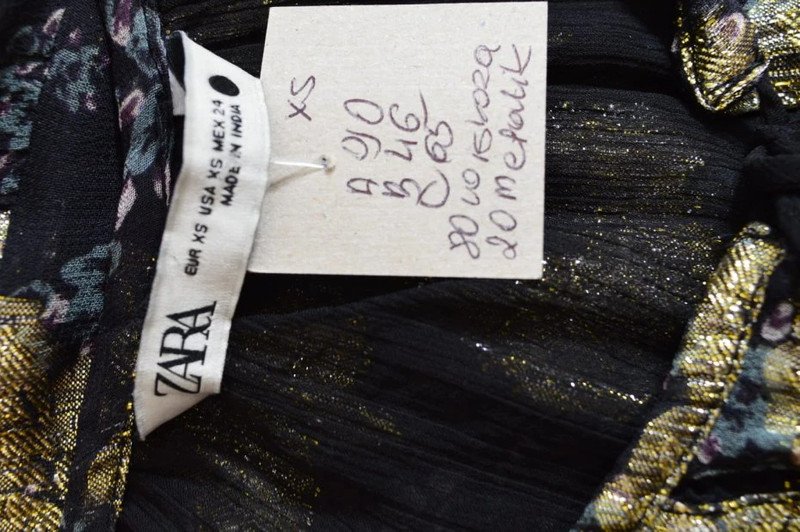 ZARA
EUR XS USA XS MEX 24
MADE IN INDIA
XS
A 90
B 46
C 65
80 wiskoza
20 metalik